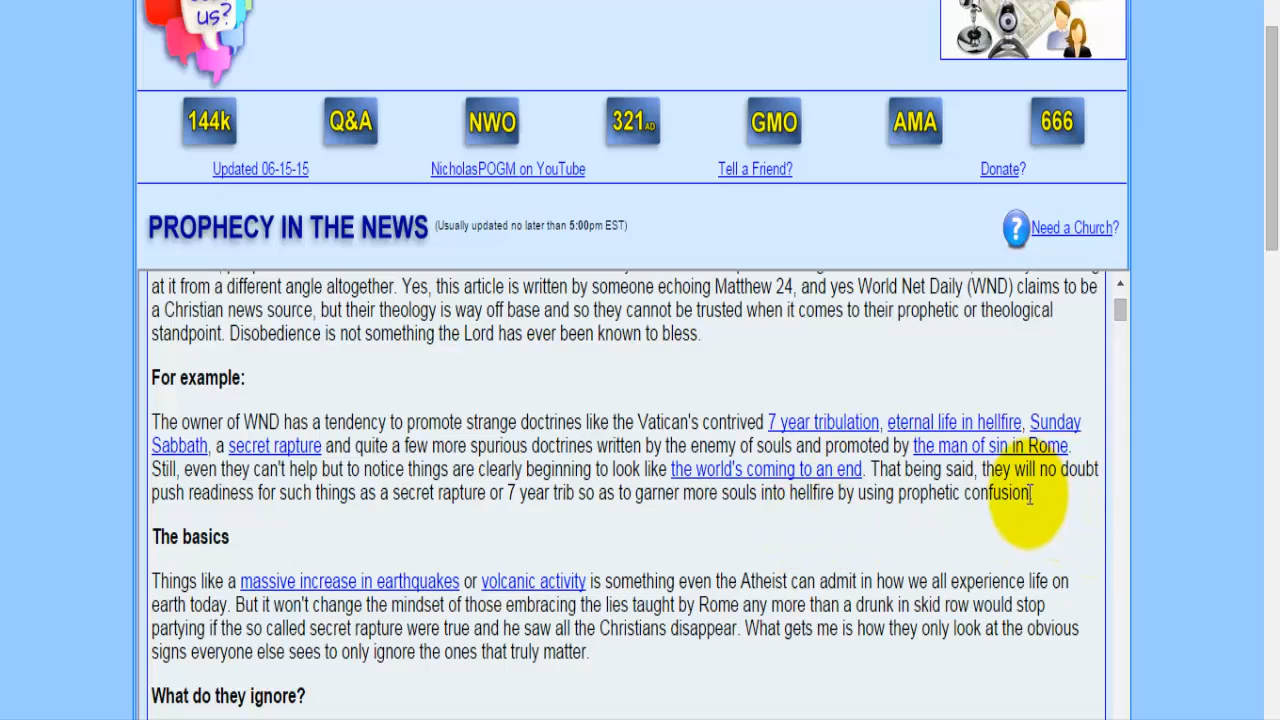 us?
144k Q&A NWO 321AD GMO AMA 666
Updated 06-15-15 NicholasPOGM on YouTube Tell a Friend? Donate?
PROPHECY IN THE NEWS (Usually updated no later than 5:00pm EST) Need a Church?
at it from a different angle altogether. Yes, this article is written by someone echoing Matthew 24, and yes World Net Daily (WND) claims to be
a Christian news source, but their theology is way off base and so they cannot be trusted when it comes to their prophetic or theological
standpoint. Disobedience is not something the Lord has ever been known to bless.
For example:
The owner of WND has a tendency to promote strange doctrines like the Vatican's contrived 7 year tribulation, eternal life in hellfire, Sunday
Sabbath, a secret rapture and quite a few more spurious doctrines written by the enemy of souls and promoted by the man of sin in Rome.
Still, even they can't help but to notice things are clearly beginning to look like the world's coming to an end. That being said, they will no doubt
push readiness for such things as a secret rapture or 7 year trib so as to garner more souls into hellfire by using prophetic confusion.
The basics
Things like a massive increase in earthquakes or volcanic activity is something even the Atheist can admit in how we all experience life on
earth today. But it won't change the mindset of those embracing the lies taught by Rome any more than a drunk in skid row would stop
partying if the so called secret rapture were true and he saw all the Christians disappear. What gets me is how they only look at the obvious
signs everyone else sees to only ignore the ones that truly matter.
What do they ignore?